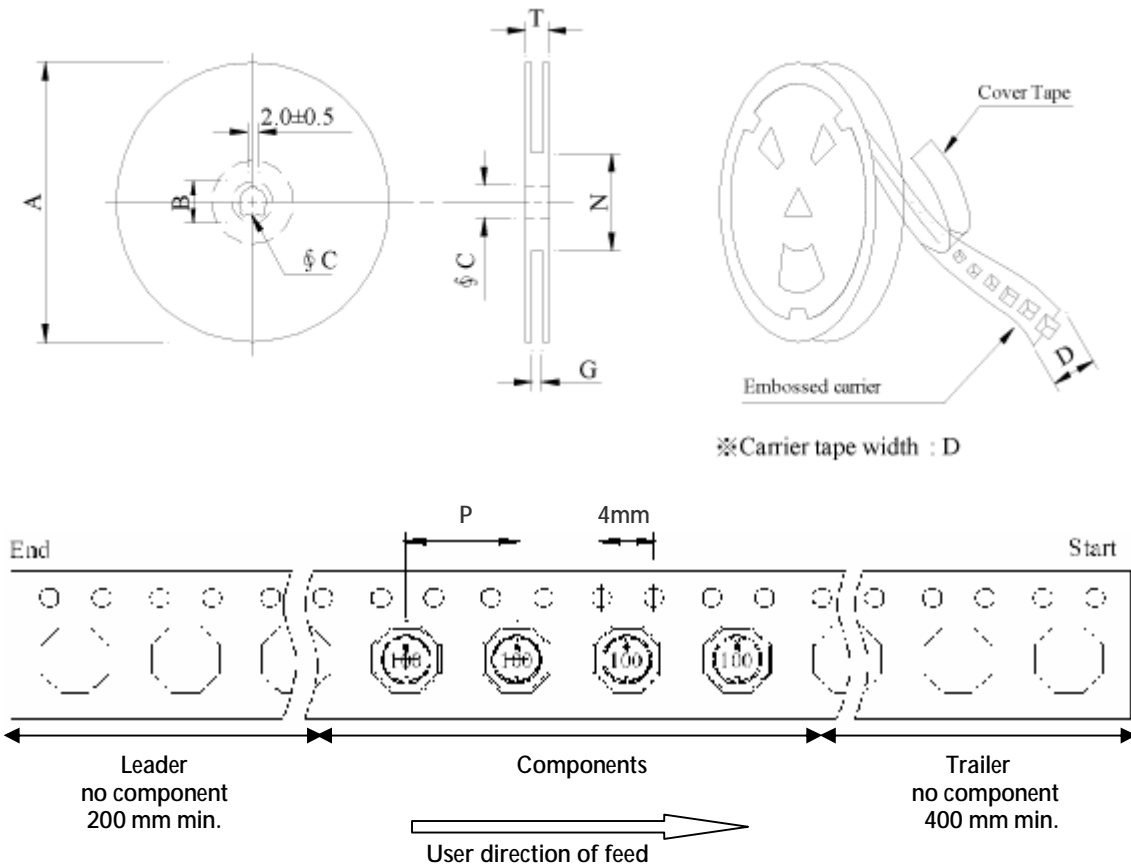 T
2.0±0.5
A
B
∮C
∮C
N
G
Cover Tape
Embossed carrier
D
※Carrier tape width : D
P
4mm
End
Start
100
100
100
100
Leader
no component
200 mm min.
Components
Trailer
no component
400 mm min.
User direction of feed